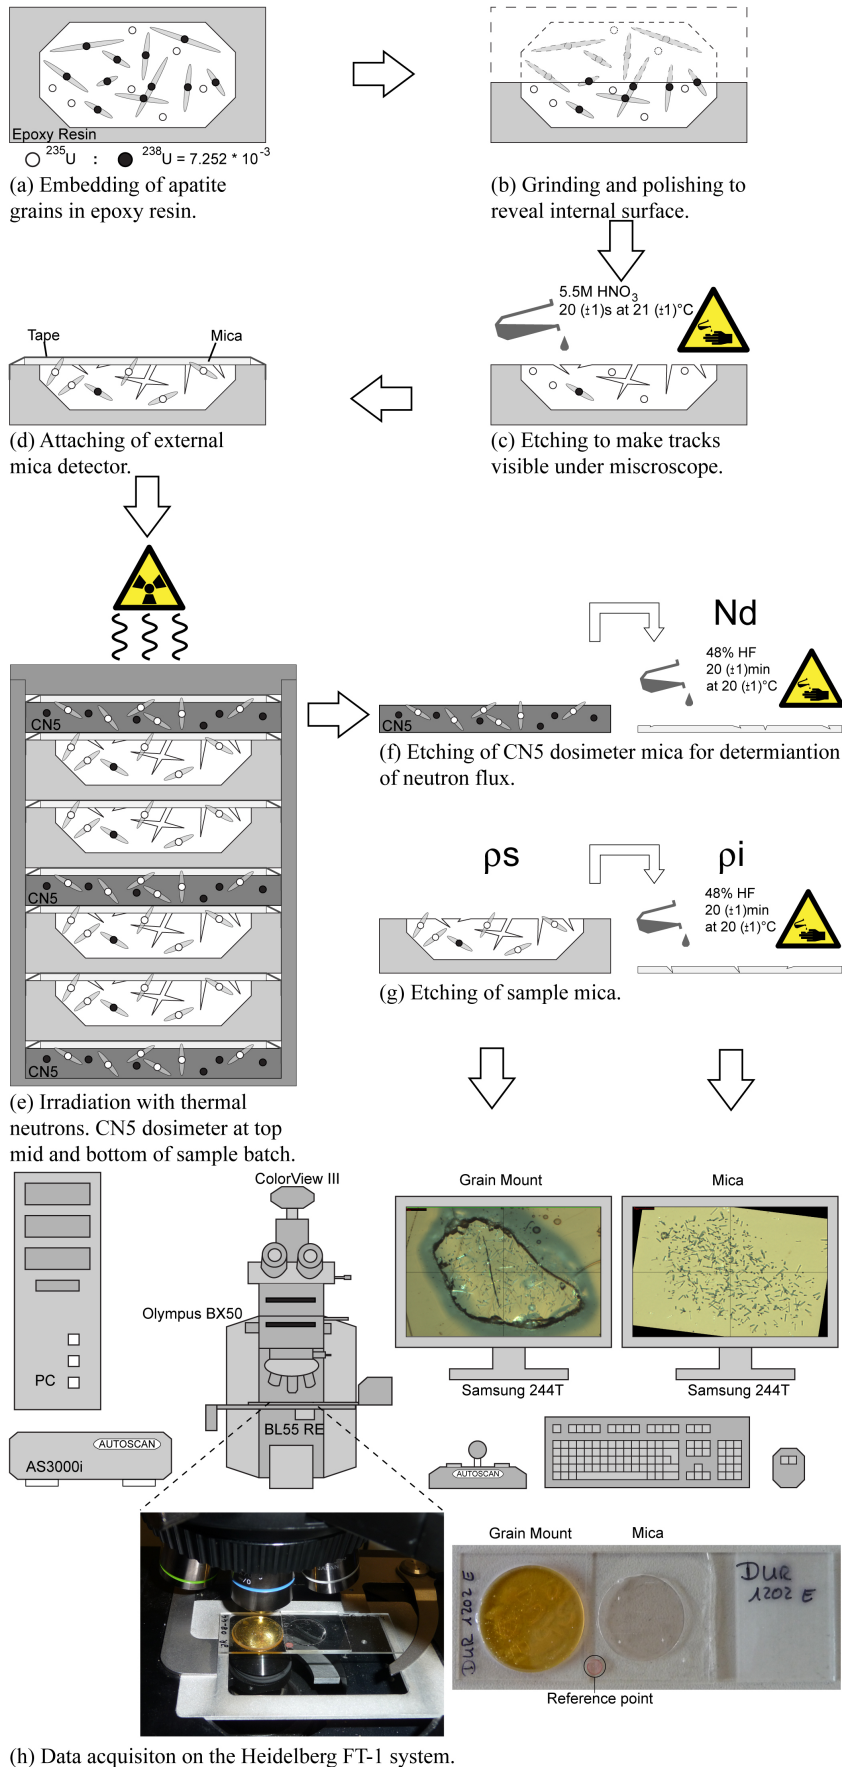 Epoxy Resin
235U : 238U = 7.252 * 10-3
(a) Embedding of apatite
grains in epoxy resin.
(b) Grinding and polishing to
reveal internal surface.
5.5M HNO3
20 (±1)s at 21 (±1)°C
(c) Etching to make tracks
visible under miscroscope.
Tape
Mica
(d) Attaching of external
mica detector.
CN5
CN5
CN5
(e) Irradiation with thermal
neutrons. CN5 dosimeter at top
mid and bottom of sample batch.
Nd
48% HF
20 (±1)min
at 20 (±1)°C
CN5
(f) Etching of CN5 dosimeter mica for determiantion
of neutron flux.
ρs
ρi
48% HF
20 (±1)min
at 20 (±1)°C
(g) Etching of sample mica.
ColorView III
Olympus BX50
PC
BL55 RE
AUTOSCAN
AS3000i
Grain Mount
Mica
Samsung 244T
Samsung 244T
AUTOSCAN
Grain Mount
Mica
DUR 1202 E
DUR
1202 E
Reference point
(h) Data acquisiton on the Heidelberg FT-1 system.